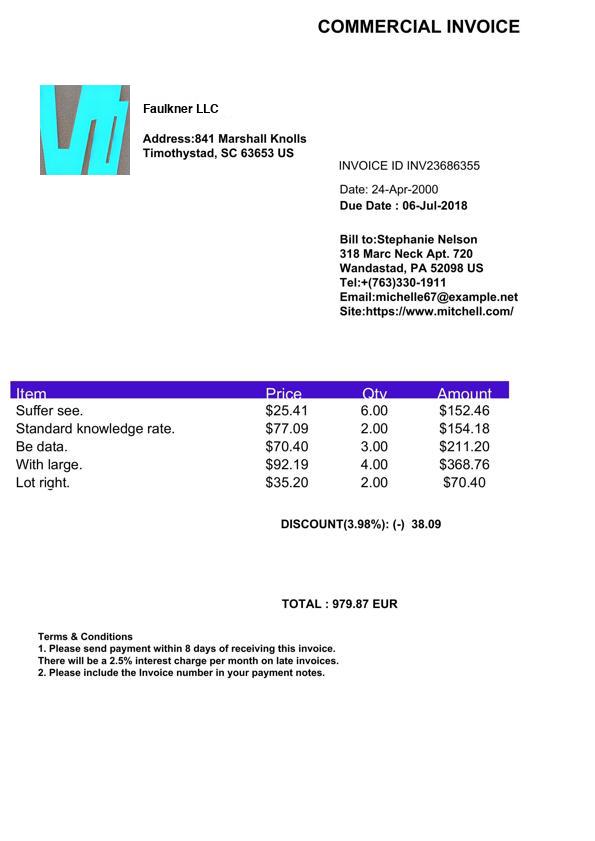 COMMERCIAL INVOICE
Faulkner LLC
Address:841 Marshall Knolls
Timothystad, SC 63653 US
INVOICE ID INV23686355
Date: 24-Apr-2000
Due Date : 06-Jul-2018
Bill to:Stephanie Nelson
318 Marc Neck Apt. 720
Wandastad, PA 52098 US
Tel:+(763)330-1911
Email:michelle67@example.net
Site:https://www.mitchell.com/
Item Price Qty Amount
Suffer see. $25.41 6.00 $152.46
Standard knowledge rate. $77.09 2.00 $154.18
Be data. $70.40 3.00 $211.20
With large. $92.19 4.00 $368.76
Lot right. $35.20 2.00 $70.40
DISCOUNT(3.98%): (-) 38.09
TOTAL : 979.87 EUR
Terms & Conditions
1. Please send payment within 8 days of receiving this invoice.
There will be a 2.5% interest charge per month on late invoices.
2. Please include the Invoice number in your payment notes.